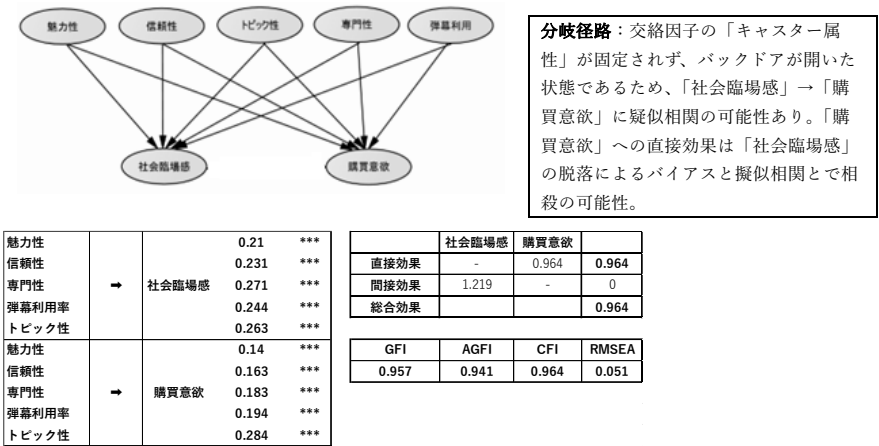 魅力性 信頼性 トピック性 専門性 弾幕利用
社会臨場感 購買意欲
分岐経路：交絡因子の「キャスター属
性」が固定されず、バックドアが開いた
状態であるため、「社会臨場感」→「購
買意欲」に疑似相関の可能性あり。「購
買意欲」への直接効果は「社会臨場感」
の脱落によるバイアスと擬似相関とで相
殺の可能性。
魅力性 0.21 ***
信頼性 0.231 ***
専門性 ➡ 社会臨場感 0.271 ***
弾幕利用率 0.244 ***
トピック性 0.263 ***
魅力性 0.14 ***
信頼性 0.163 ***
専門性 ➡ 購買意欲 0.183 ***
弾幕利用率 0.194 ***
トピック性 0.284 ***
社会臨場感 購買意欲
直接効果 - 0.964 0.964
間接効果 1.219 - 0
総合効果 0.964
GFI AGFI CFI RMSEA
0.957 0.941 0.964 0.051